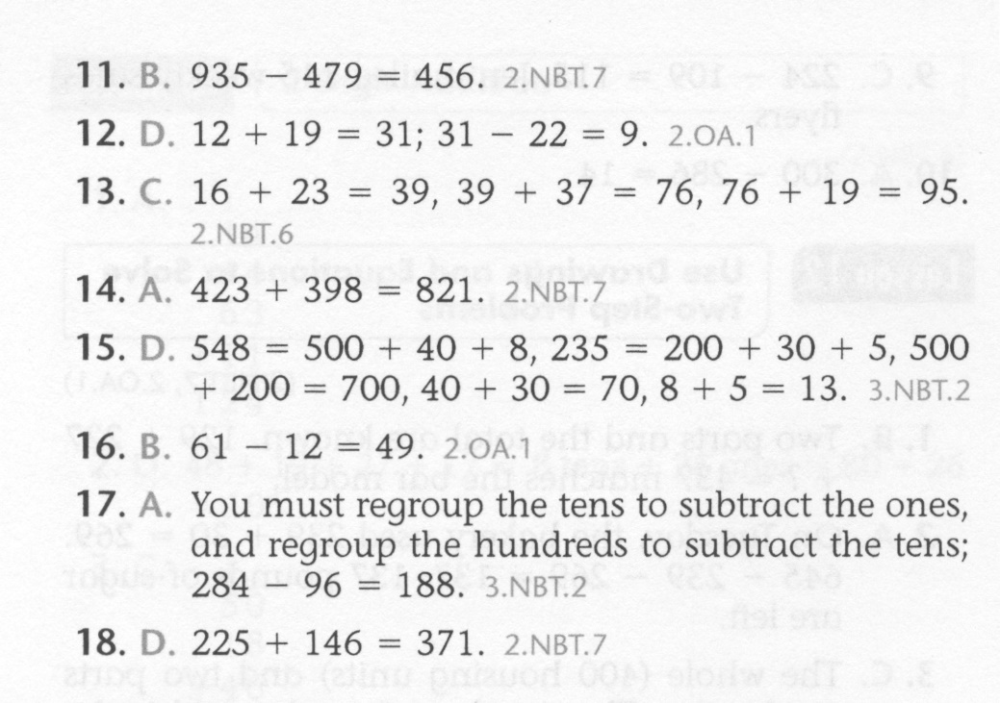 11. B. 935 – 479 = 456. 2.NBT.7
12. D. 12 + 19 = 31; 31 – 22 = 9. 2.OA.1
13. C. 16 + 23 = 39, 39 + 37 = 76, 76 + 19 = 95.
2.NBT.6
14. A. 423 + 398 = 821. 2.NBT.7
15. D. 548 = 500 + 40 + 8, 235 = 200 + 30 + 5, 500
+ 200 = 700, 40 + 30 = 70, 8 + 5 = 13. 3.NBT.2
16. B. 61 – 12 = 49. 2.OA.1
17. A. You must regroup the tens to subtract the ones,
and regroup the hundreds to subtract the tens;
284 – 96 = 188. 3.NBT.2
18. D. 225 + 146 = 371. 2.NBT.7